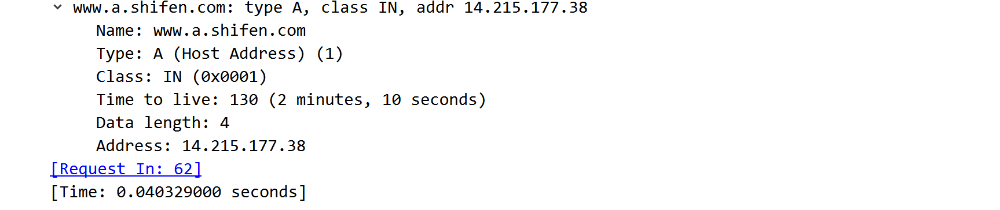 www.a.shifen.com: type A, class IN, addr 14.215.177.38
Name: www.a.shifen.com
Type: A (Host Address) (1)
Class: IN (0x0001)
Time to live: 130 (2 minutes, 10 seconds)
Data length: 4
Address: 14.215.177.38
[Request In: 62]
[Time: 0.040329000 seconds]